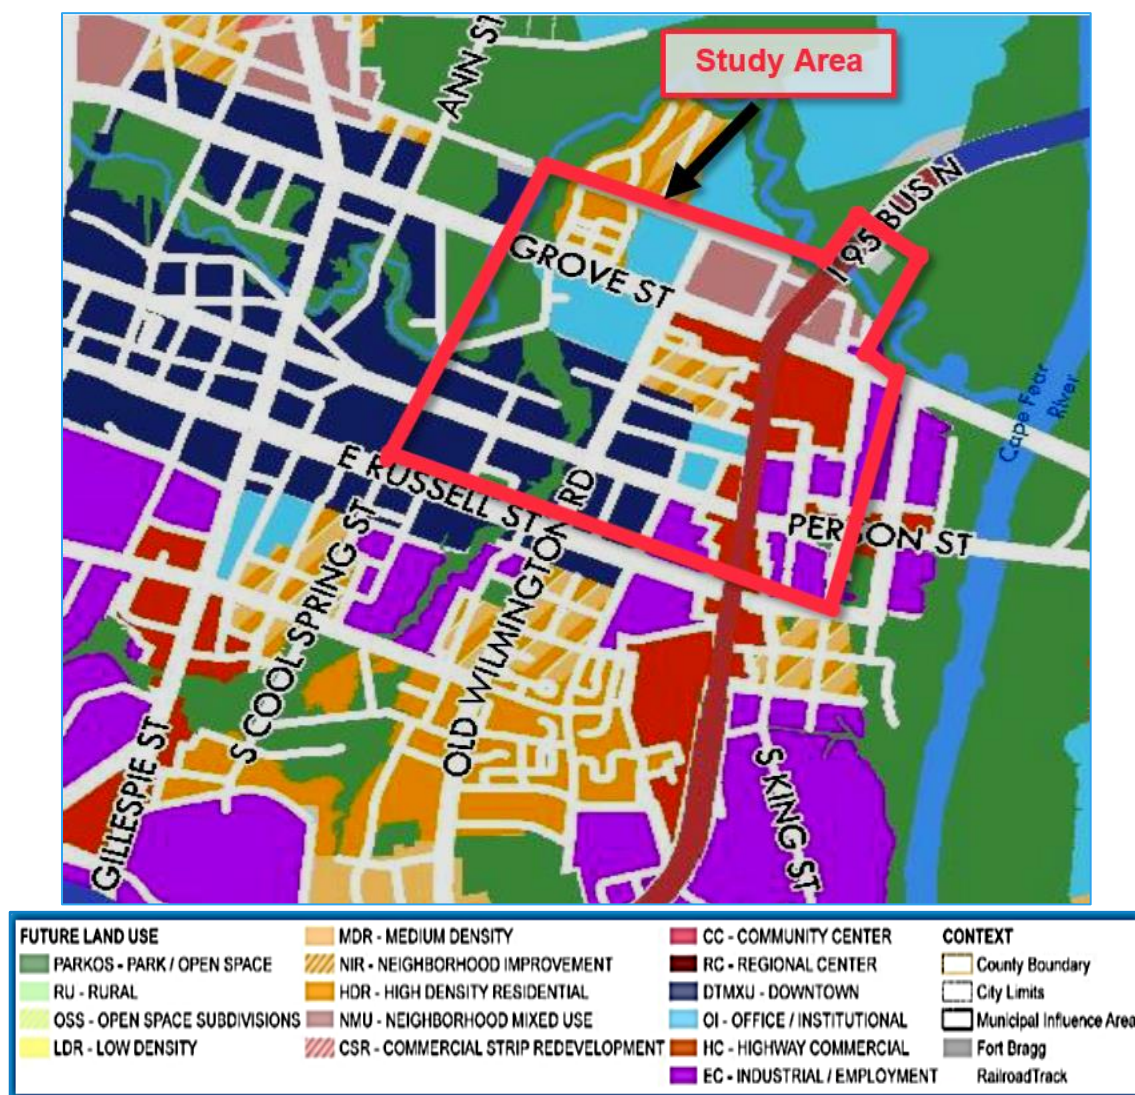 ANN ST
Study Area
I 95 BUS N
GROVE ST
Cape Fear
River
E RUSSELL ST
PERSON ST
OLD WILMINGTON RD
S COOL SPRING ST
GILLESPIE ST
S KING ST
FUTURE LAND USE
PARKOS - PARK / OPEN SPACE
RU - RURAL
OSS - OPEN SPACE SUBDIVISIONS
LDR - LOW DENSITY
MDR - MEDIUM DENSITY
NIR - NEIGHBORHOOD IMPROVEMENT
HDR - HIGH DENSITY RESIDENTIAL
NMU - NEIGHBORHOOD MIXED USE
CSR - COMMERCIAL STRIP REDEVELOPMENT
CC - COMMUNITY CENTER
RC - REGIONAL CENTER
DTMXU - DOWNTOWN
OI - OFFICE / INSTITUTIONAL
HC - HIGHWAY COMMERCIAL
EC - INDUSTRIAL / EMPLOYMENT
CONTEXT
County Boundary
City Limits
Municipal Influence Area
Fort Bragg
RailroadTrack